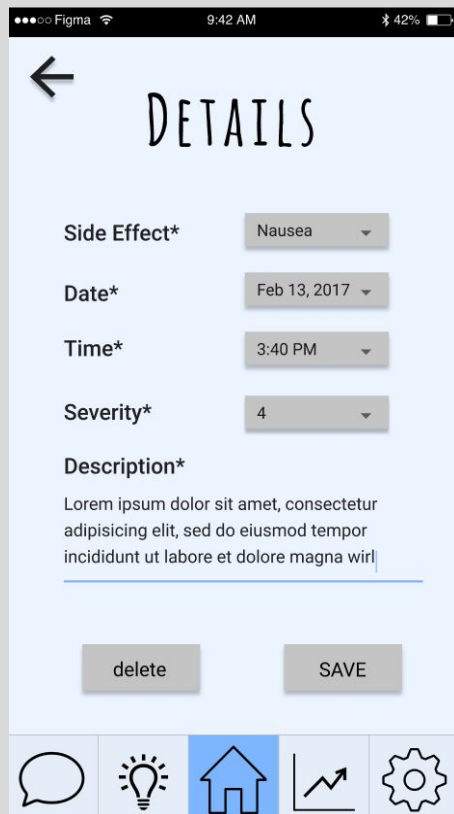 Figma 9:42 AM 42%
DETAILS
Side Effect* Nausea
Date* Feb 13, 2017
Time* 3:40 PM
Severity* 4
Description*
Lorem ipsum dolor sit amet, consectetur
adipisicing elit, sed do eiusmod tempor
incididunt ut labore et dolore magna wirl
delete SAVE